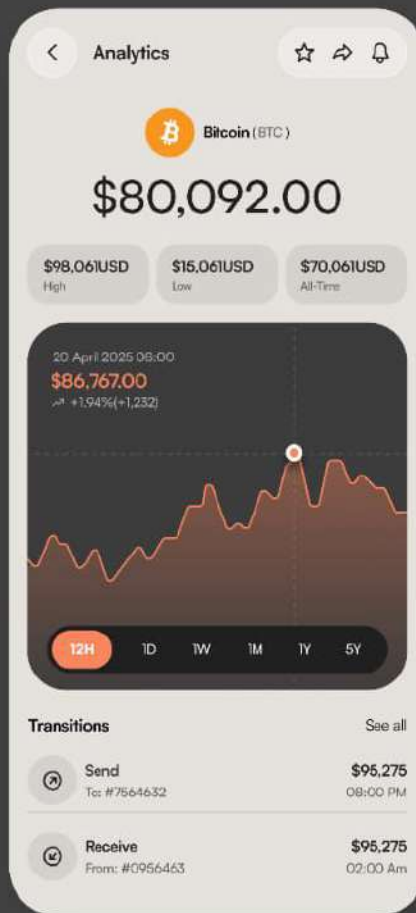 Analytics
Bitcoin (BTC)
$80,092.00
$98,061USD $15,061USD $70,061USD
High Low All-Time
20 April 2025 08:00
$86,767.00
+1.94%(+1,232)
12H 1D 1W 1M 1Y 5Y
Transitions See all
Send $95,275
To: #7564632 08:00 PM
Receive $95,275
From: #0956463 02:00 Am